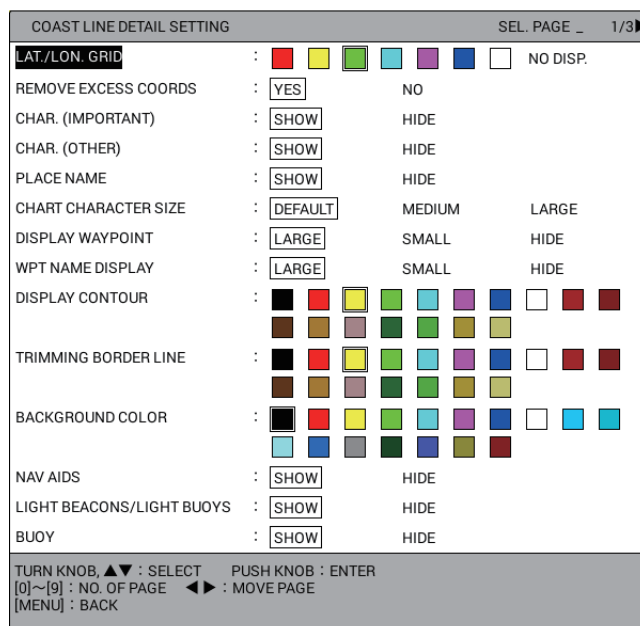 COAST LINE DETAIL SETTING SEL. PAGE _ 1/3▶
LAT./LON. GRID : NO DISP.
REMOVE EXCESS COORDS : YES NO
CHAR. (IMPORTANT) : SHOW HIDE
CHAR. (OTHER) : SHOW HIDE
PLACE NAME : SHOW HIDE
CHART CHARACTER SIZE : DEFAULT MEDIUM LARGE
DISPLAY WAYPOINT : LARGE SMALL HIDE
WPT NAME DISPLAY : LARGE SMALL HIDE
DISPLAY CONTOUR :
TRIMMING BORDER LINE :
BACKGROUND COLOR :
NAV AIDS : SHOW HIDE
LIGHT BEACONS/LIGHT BUOYS : SHOW HIDE
BUOY : SHOW HIDE
TURN KNOB, ▲▼ : SELECT PUSH KNOB : ENTER
[0]~[9] : NO. OF PAGE ◀ ▶ : MOVE PAGE
[MENU] : BACK